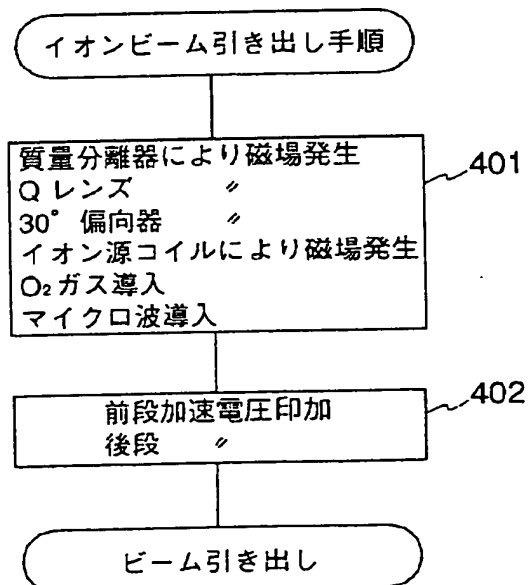 イオンビーム引き出し手順
質量分離器により磁場発生
Qレンズ 〃
30°偏向器 〃
イオン源コイルにより磁場発生
O₂ガス導入
マイクロ波導入
401
前段加速電圧印加
後段 〃
402
ビーム引き出し